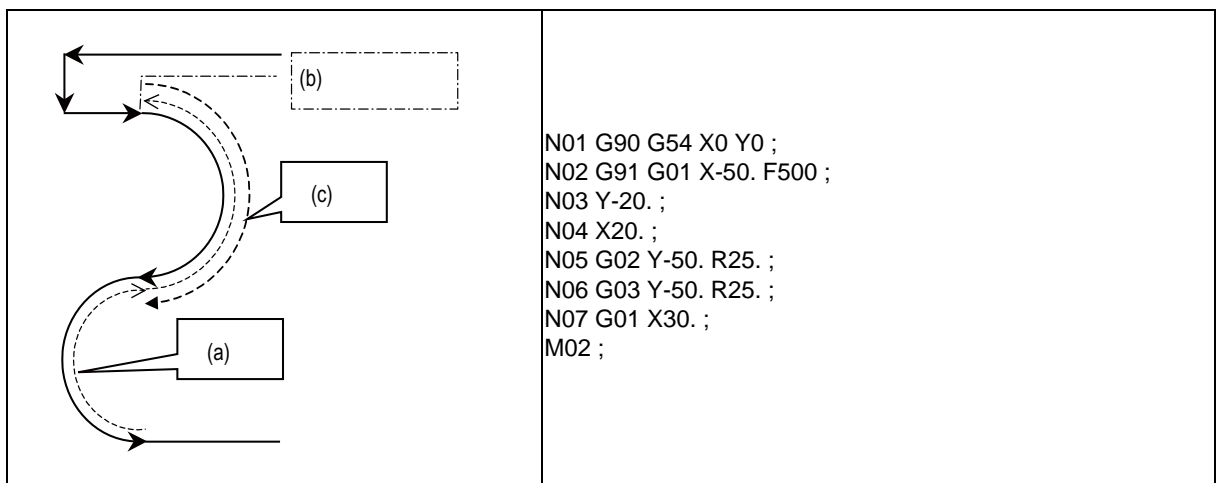 (b)
(c)
(a)
N01 G90 G54 X0 Y0 ;
N02 G91 G01 X-50. F500 ;
N03 Y-20. ;
N04 X20. ;
N05 G02 Y-50. R25. ;
N06 G03 Y-50. R25. ;
N07 G01 X30. ;
M02 ;